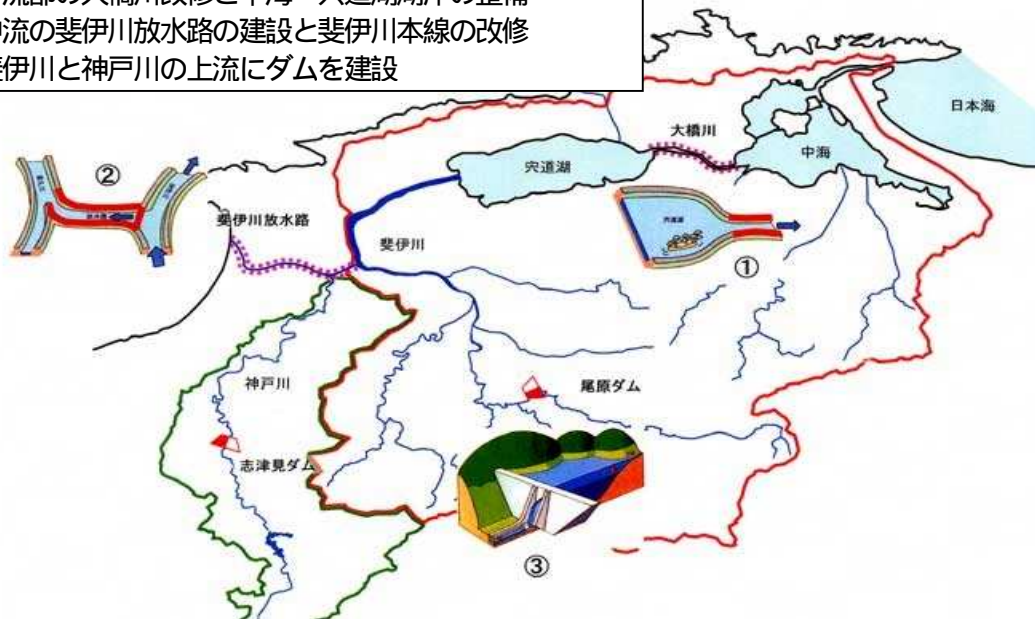 流部の大橋川改修と中海・宍道湖湖岸の整備
中流の斐伊川放水路の建設と斐伊川本線の改修
斐伊川と神戸川の上流にダムを建設
日本海
大橋川
中海
宍道湖
②
斐伊川放水路
斐伊川
①
神戸川
尾原ダム
志津見ダム
③